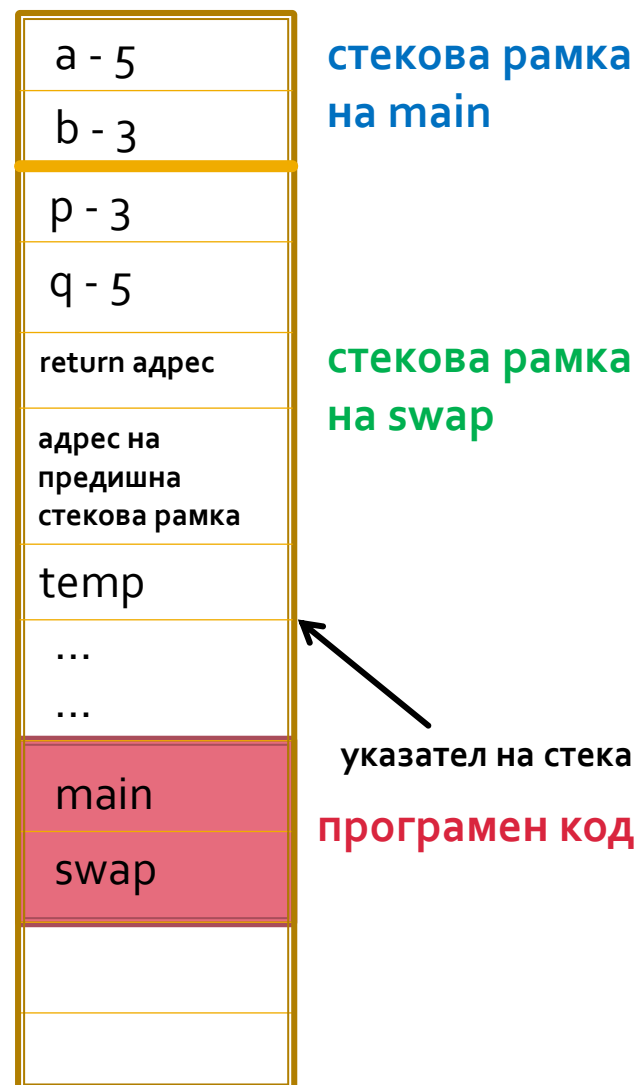 a - 5
стекова рамка
на main
b - 3
p - 3
q - 5
return адрес
стекова рамка
на swap
адрес на
предишна
стекова рамка
temp
...
...
указател на стека
main
програмен код
swap